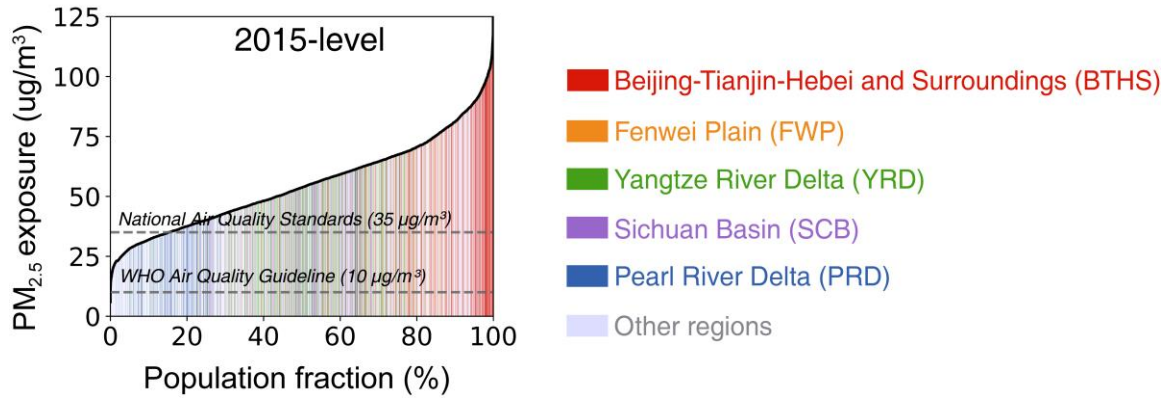 2015-level
PM2.5 exposure (ug/m³)
125
100
75
50
25
0
National Air Quality Standards (35 µg/m³)
WHO Air Quality Guideline (10 µg/m³)
0 20 40 60 80 100
Population fraction (%)
Beijing-Tianjin-Hebei and Surroundings (BTHS)
Fenwei Plain (FWP)
Yangtze River Delta (YRD)
Sichuan Basin (SCB)
Pearl River Delta (PRD)
Other regions